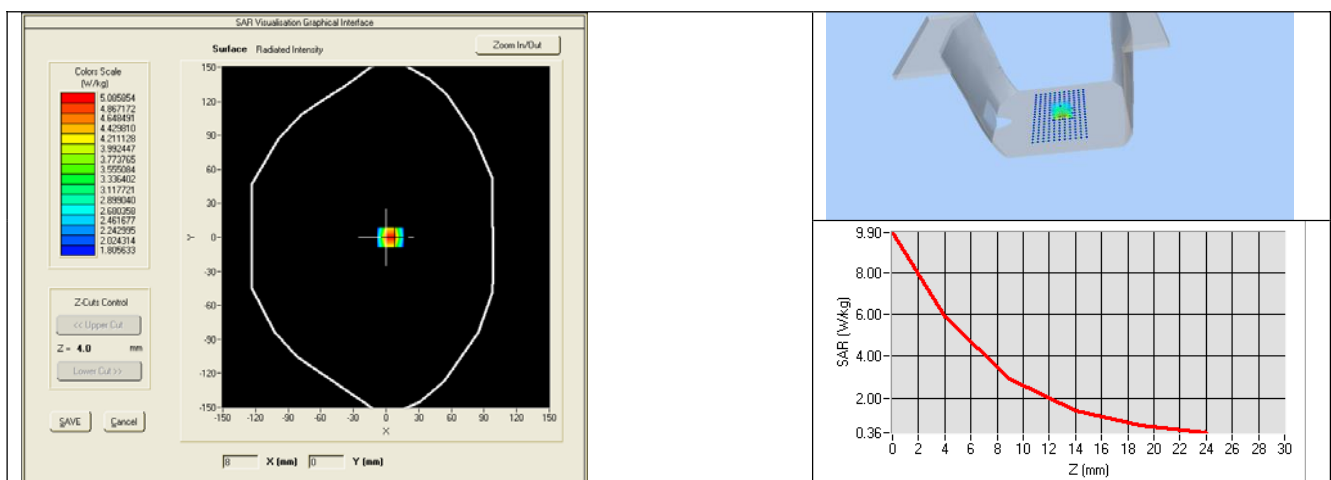 SAR Visualisation Graphical Interface
Surface Radiated Intensity
Zoom In/Out
Colors Scale
(W/kg)
5.085854
4.867172
4.648491
4.429810
4.211128
3.992447
3.773765
3.555084
3.336402
3.117721
2.899040
2.680358
2.461677
2.242995
2.024314
1.805633
Z-Cuts Control
<< Upper Cut
Z = 4.0 mm
Lower Cut >>
SAVE Cancel
150
120
90
60
30
0
-30
-60
-90
-120
-150
Y
-150 -120 -90 -60 -30 0 30 60 90 120 150
X
8 X (mm) 0 Y (mm)
9.90
8.00
6.00
4.00
2.00
0.36
SAR (W/kg)
0 2 4 6 8 10 12 14 16 18 20 22 24 26 28 30
Z (mm)